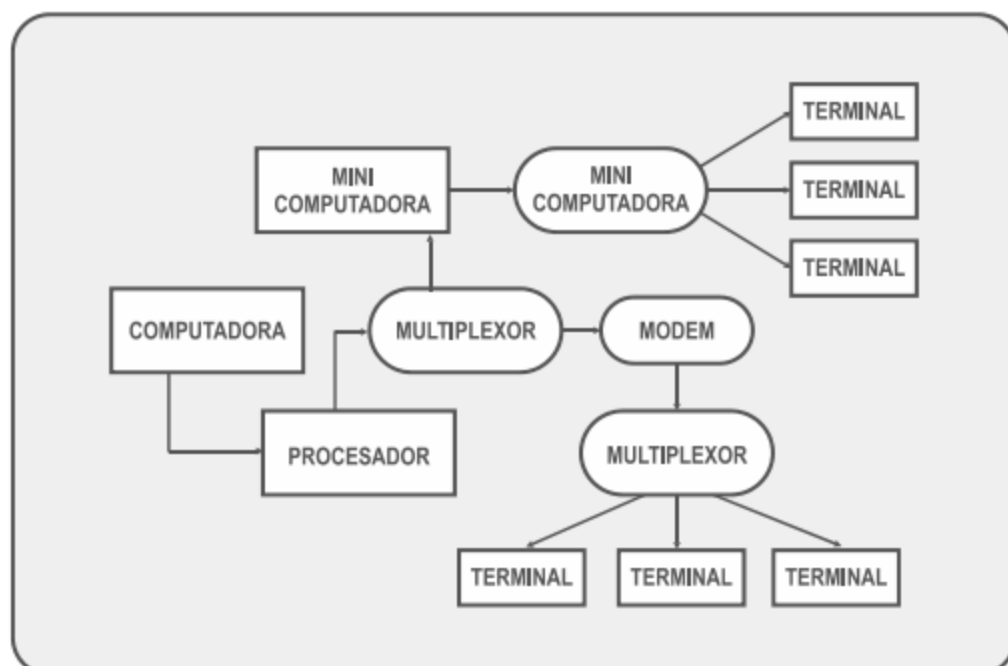 TERMINAL
MINI
COMPUTADORA
MINI
COMPUTADORA
TERMINAL
TERMINAL
COMPUTADORA
MULTIPLEXOR
MODEM
PROCESADOR
MULTIPLEXOR
TERMINAL
TERMINAL
TERMINAL